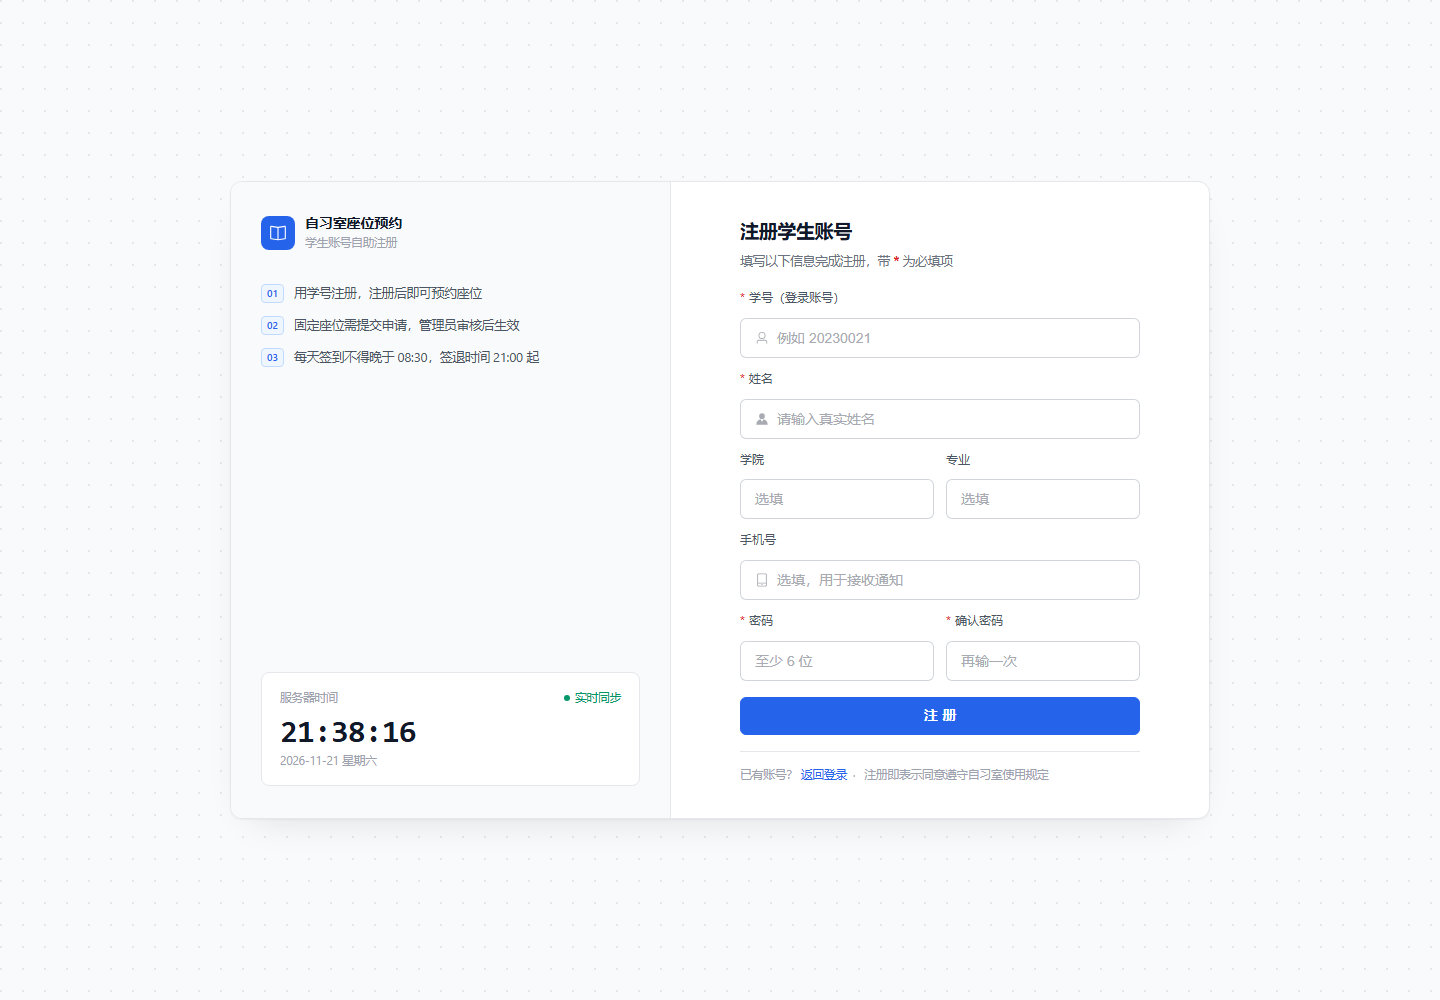 自习室座位预约
学生账号自助注册
01 用学号注册，注册后即可预约座位
02 固定座位需提交申请，管理员审核后生效
03 每天签到不得晚于 08:30，签退时间 21:00 起
服务器时间 实时同步
21:38:16
2026-11-21 星期六
注册学生账号
填写以下信息完成注册，带 * 为必填项
* 学号（登录账号）
例如 20230021
* 姓名
请输入真实姓名
学院 专业
选填 选填
手机号
选填，用于接收通知
* 密码 * 确认密码
至少 6 位 再输一次
注 册
已有账号？ 返回登录 · 注册即表示同意遵守自习室使用规定